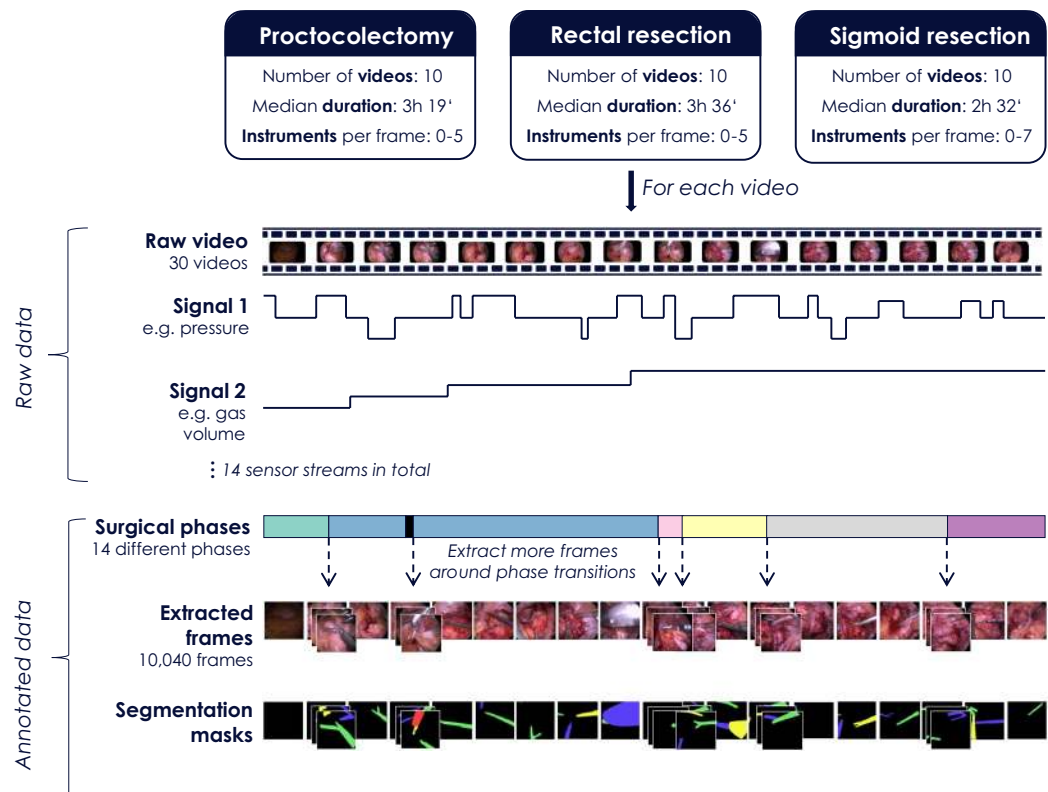 Proctocolectomy
Number of videos: 10
Median duration: 3h 19‘
Instruments per frame: 0-5
Rectal resection
Number of videos: 10
Median duration: 3h 36‘
Instruments per frame: 0-5
Sigmoid resection
Number of videos: 10
Median duration: 2h 32‘
Instruments per frame: 0-7
For each video
Raw data
Raw video
30 videos
Signal 1
e.g. pressure
Signal 2
e.g. gas
volume
⋮ 14 sensor streams in total
Annotated data
Surgical phases
14 different phases
Extract more frames
around phase transitions
Extracted
frames
10,040 frames
Segmentation
masks